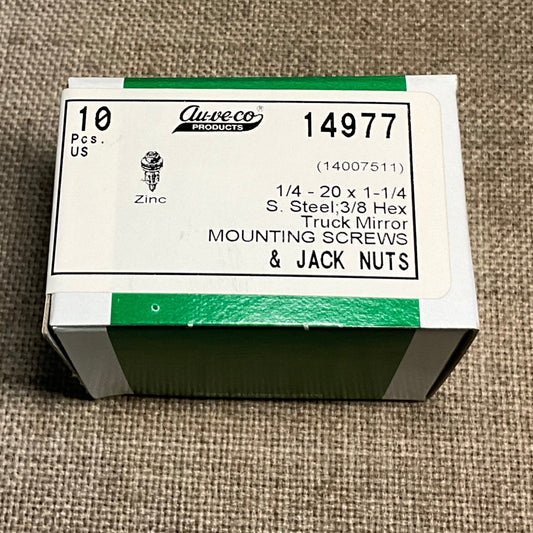 10
Pcs.
US
Au-ve-co®
PRODUCTS
14977
(14007511)
Zinc
1/4 - 20 x 1-1/4
S. Steel;3/8 Hex
Truck Mirror
MOUNTING SCREWS
& JACK NUTS